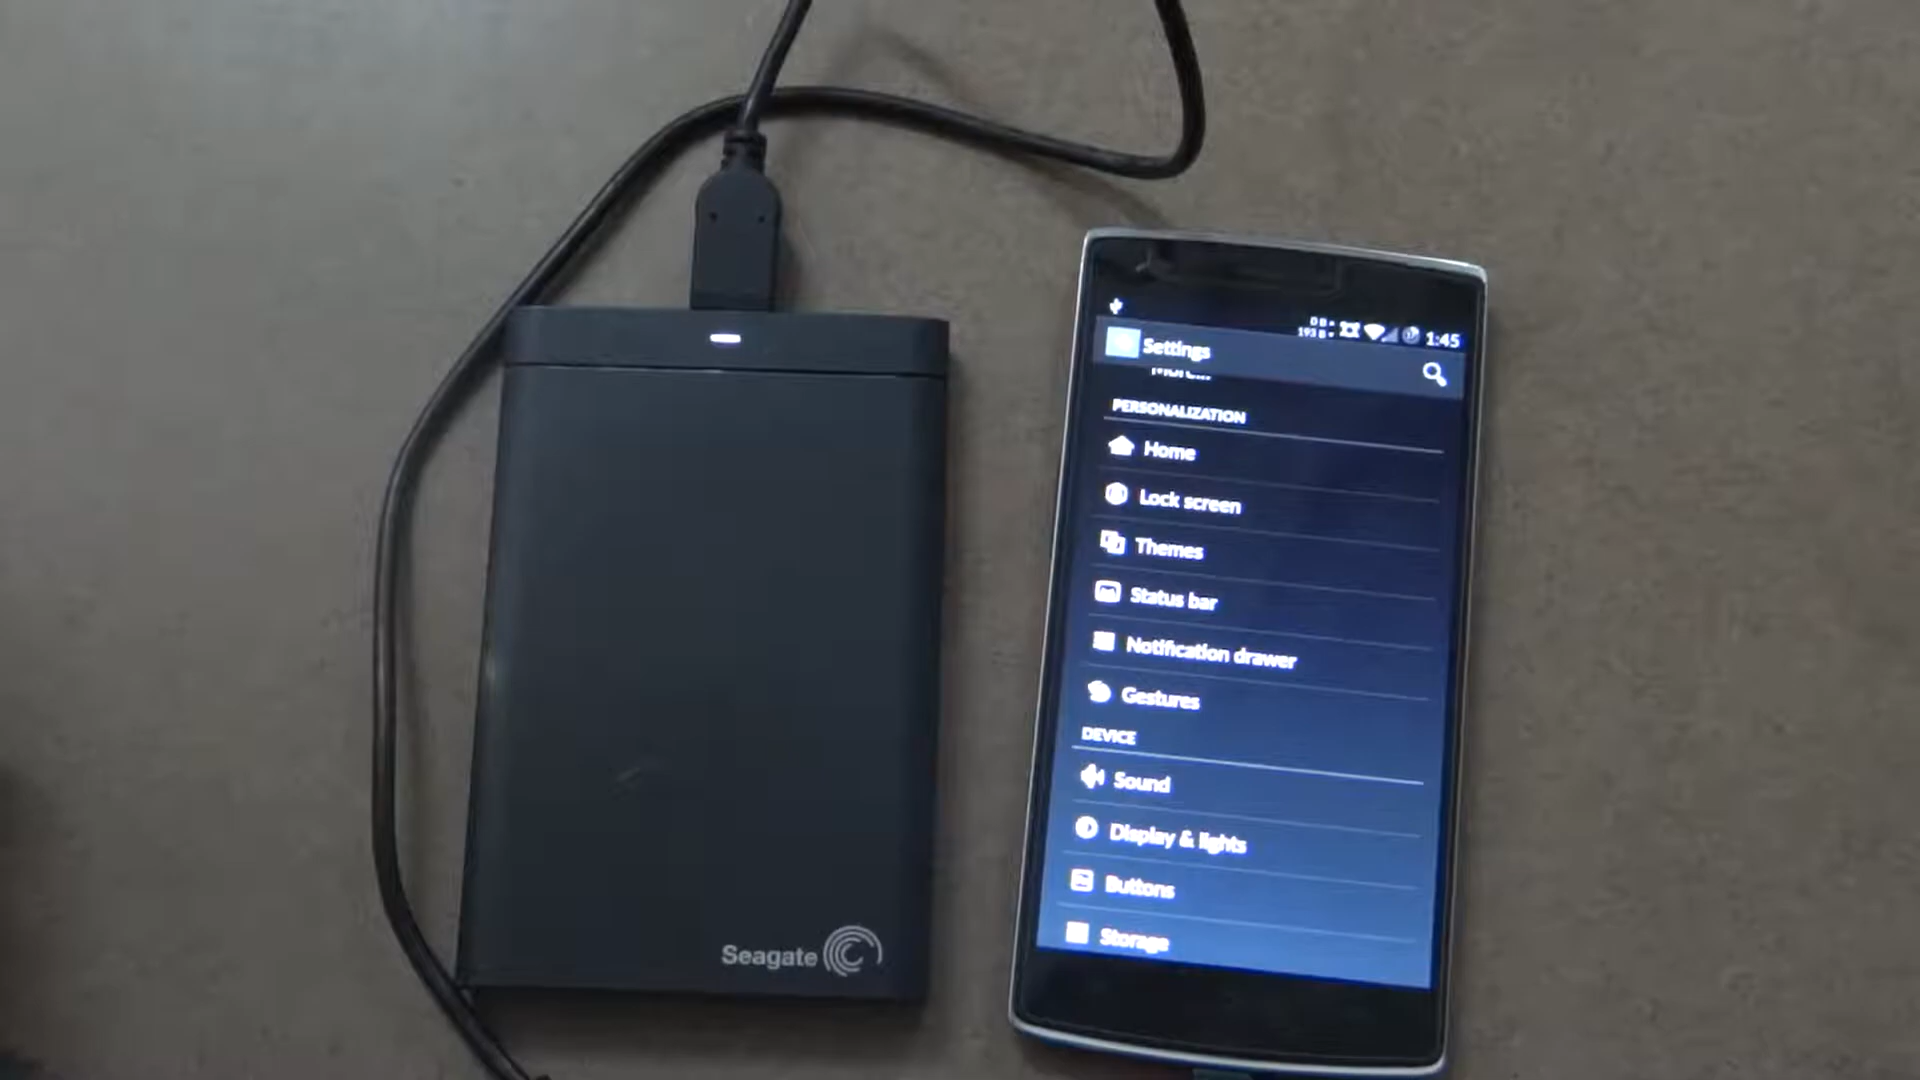 1:45
Settings
PERSONALIZATION
Home
Lock screen
Themes
Status bar
Notification drawer
Gestures
DEVICE
Sound
Display & lights
Buttons
Storage
Seagate